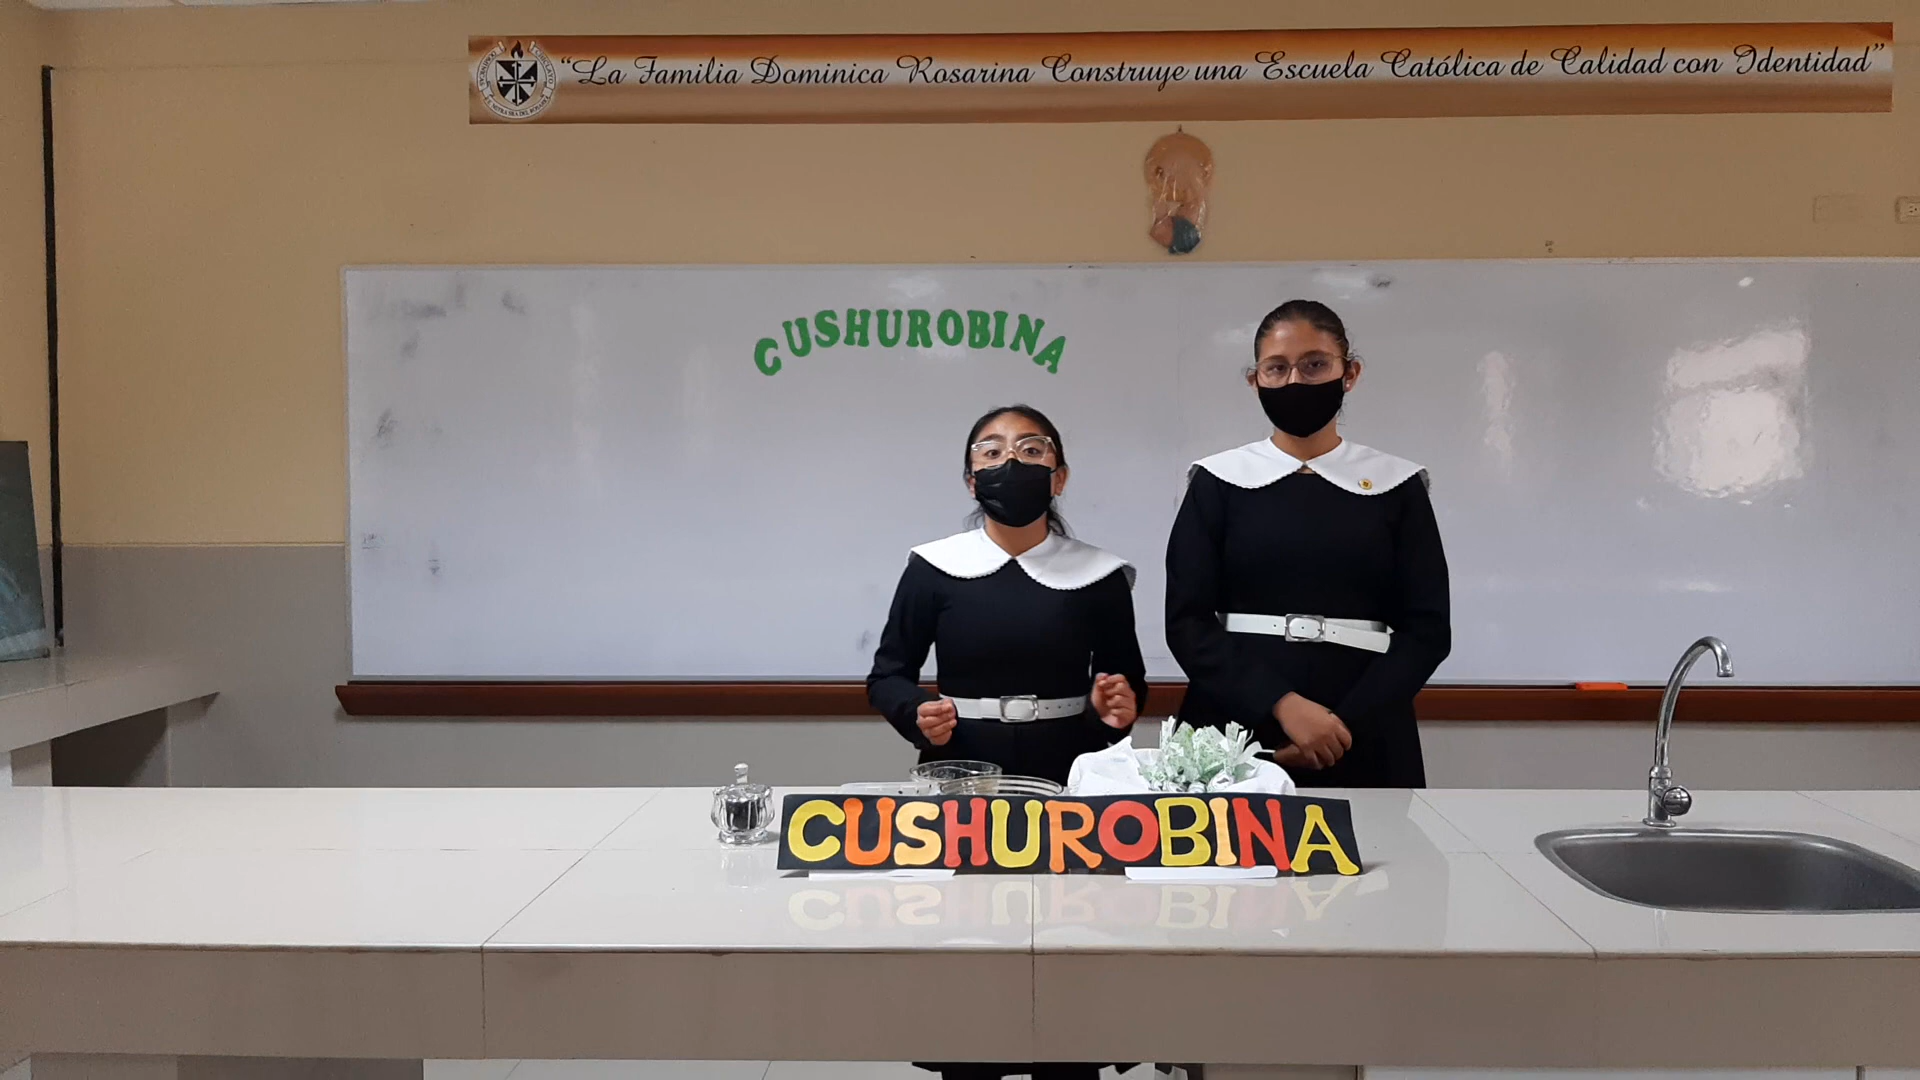 “La Familia Dominica Rosarina Construye una Escuela Católica de Calidad con Identidad”
CUSHUROBINA
CUSHUROBINA